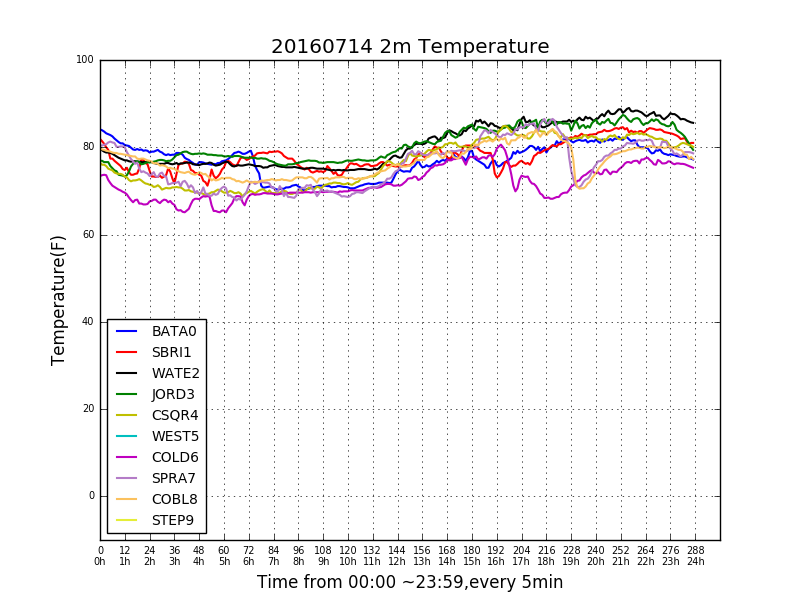 20160714 2m Temperature
100
80
60
40
20
0
Temperature(F)
BATA0
SBRI1
WATE2
JORD3
CSQR4
WEST5
COLD6
SPRA7
COBL8
STEP9
0 12 24 36 48 60 72 84 96 108 120 132 144 156 168 180 192 204 216 228 240 252 264 276 288
0h 1h 2h 3h 4h 5h 6h 7h 8h 9h 10h 11h 12h 13h 14h 15h 16h 17h 18h 19h 20h 21h 22h 23h 24h
Time from 00:00 ~23:59,every 5min